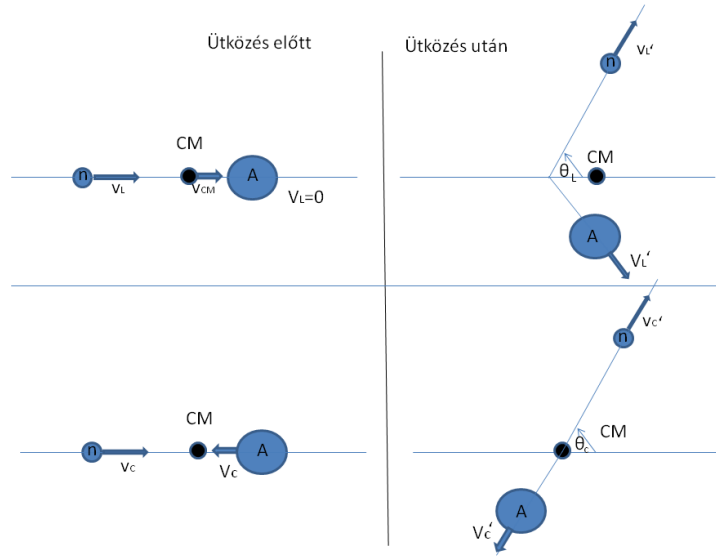 Ütközés előtt
Ütközés után
n
vL‘
CM
n
vL
vCM
A
VL=0
θL
CM
A
VL‘
n
vc‘
CM
n
vc
Vc
A
θc
CM
A
Vc‘